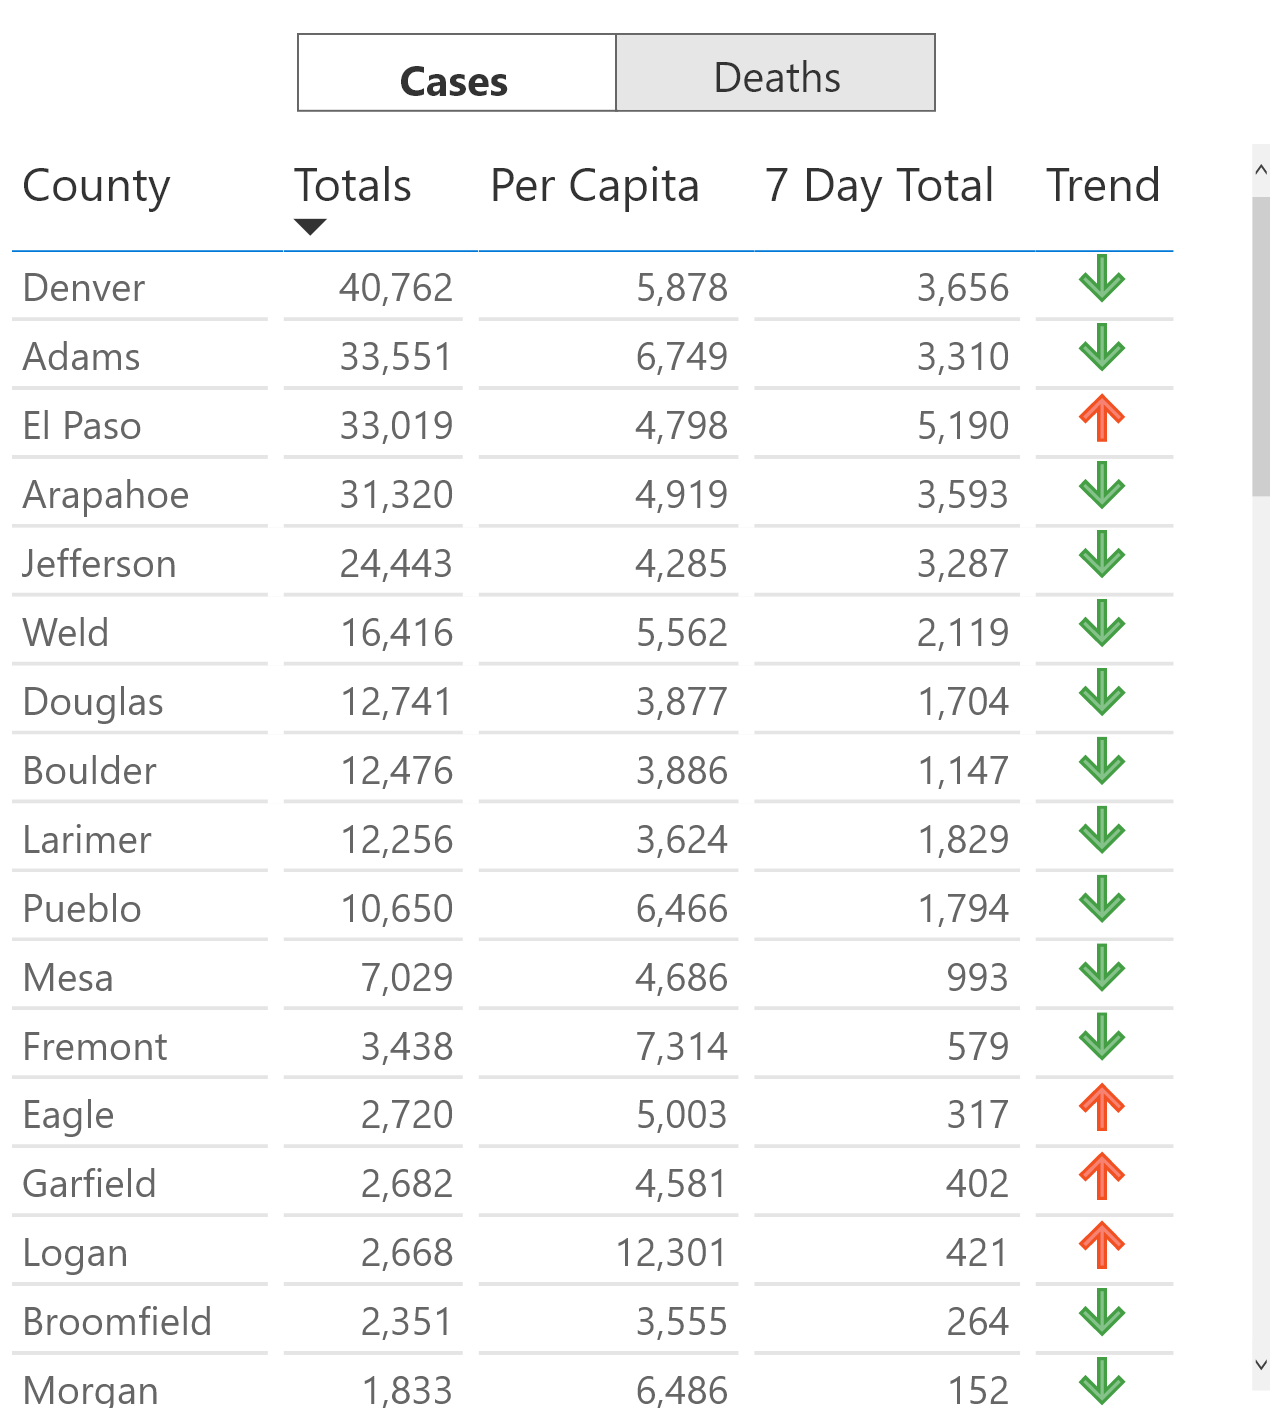 Cases Deaths
County Totals Per Capita 7 Day Total Trend
Denver 40,762 5,878 3,656
Adams 33,551 6,749 3,310
El Paso 33,019 4,798 5,190
Arapahoe 31,320 4,919 3,593
Jefferson 24,443 4,285 3,287
Weld 16,416 5,562 2,119
Douglas 12,741 3,877 1,704
Boulder 12,476 3,886 1,147
Larimer 12,256 3,624 1,829
Pueblo 10,650 6,466 1,794
Mesa 7,029 4,686 993
Fremont 3,438 7,314 579
Eagle 2,720 5,003 317
Garfield 2,682 4,581 402
Logan 2,668 12,301 421
Broomfield 2,351 3,555 264
Morgan 1,833 6,486 152